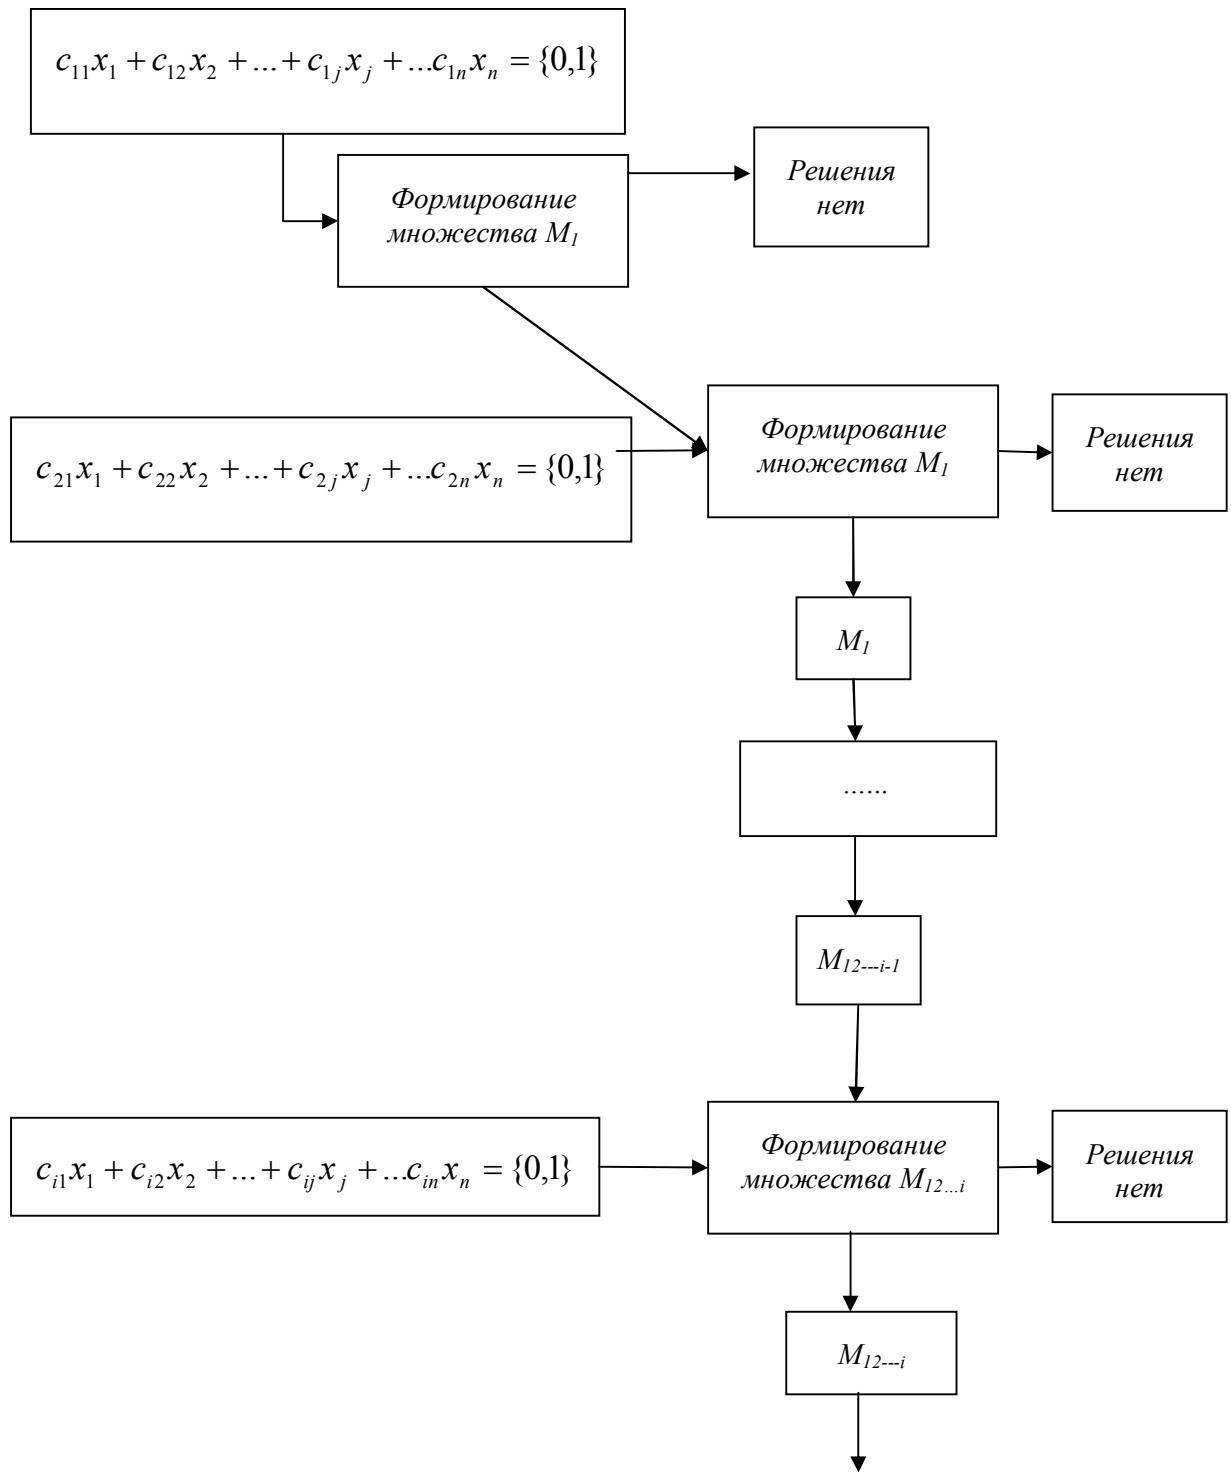 c₁₁x₁ + c₁₂x₂ + ... + c₁ⱼxⱼ + ...c₁ₙxₙ = {0,1}
Формирование
множества M₁
Решения
нет
c₂₁x₁ + c₂₂x₂ + ... + c₂ⱼxⱼ + ...c₂ₙxₙ = {0,1}
Формирование
множества M₁
Решения
нет
M₁
……
M₁₂---ᵢ₋₁
cᵢ₁x₁ + cᵢ₂x₂ + ... + cᵢⱼxⱼ + ...cᵢₙxₙ = {0,1}
Формирование
множества M₁₂…ᵢ
Решения
нет
M₁₂---ᵢ